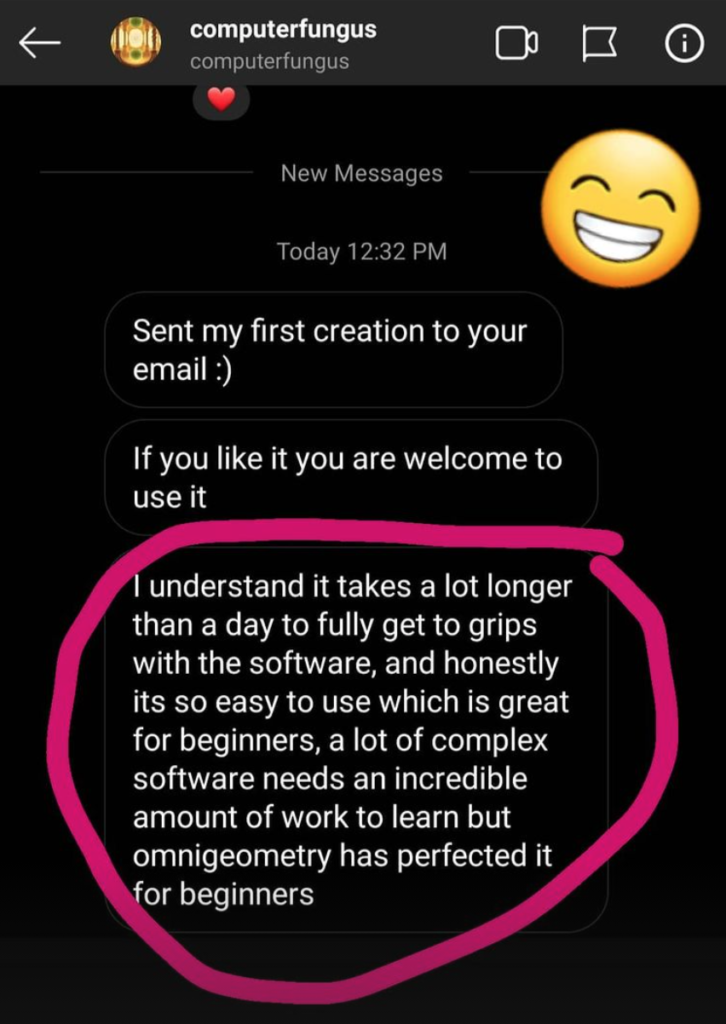 computerfungus
computerfungus
New Messages
Today 12:32 PM
Sent my first creation to your
email :)
If you like it you are welcome to
use it
I understand it takes a lot longer
than a day to fully get to grips
with the software, and honestly
its so easy to use which is great
for beginners, a lot of complex
software needs an incredible
amount of work to learn but
omnigeometry has perfected it
for beginners